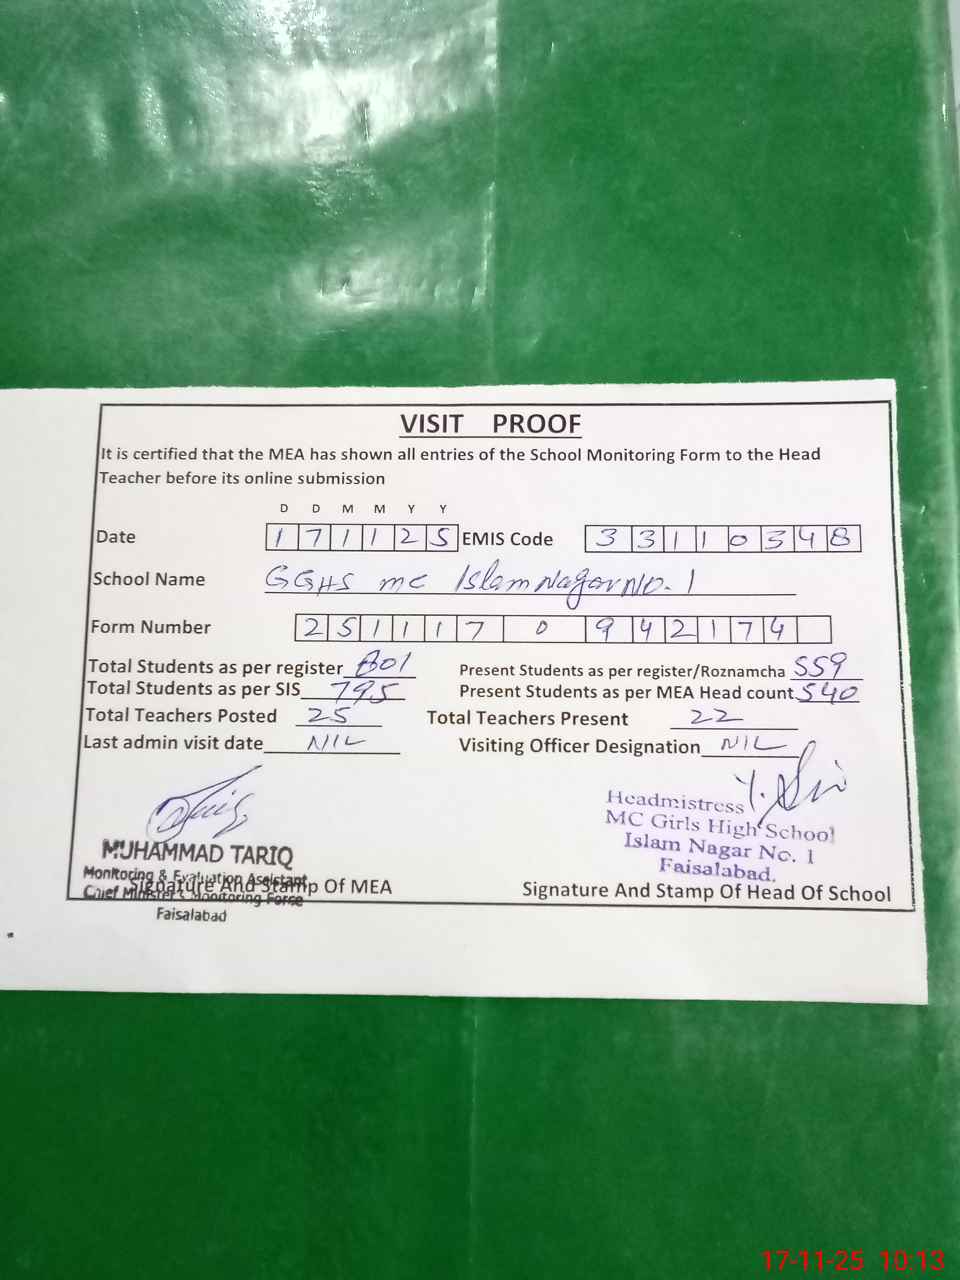 VISIT PROOF
It is certified that the MEA has shown all entries of the School Monitoring Form to the Head
Teacher before its online submission
D D M M Y Y
Date 1 7 1 1 2 5 EMIS Code 3 3 1 1 0 3 4 8
School Name GGHS MC Islam Nagar No. 1
Form Number 2 5 1 1 1 7 0 9 4 2 1 7 4
Total Students as per register 801 Present Students as per register/Roznamcha 559
Total Students as per SIS 795 Present Students as per MEA Head count 540
Total Teachers Posted 25 Total Teachers Present 22
Last admin visit date NIL Visiting Officer Designation NIL
Headmistress
MC Girls High School
Islam Nagar No. 1
Faisalabad.
MUHAMMAD TARIQ
Monitoring & Evaluation Assistant
Chief Minister's Monitoring Force
Faisalabad
Signature And Stamp Of MEA Signature And Stamp Of Head Of School
17-11-25 10:13